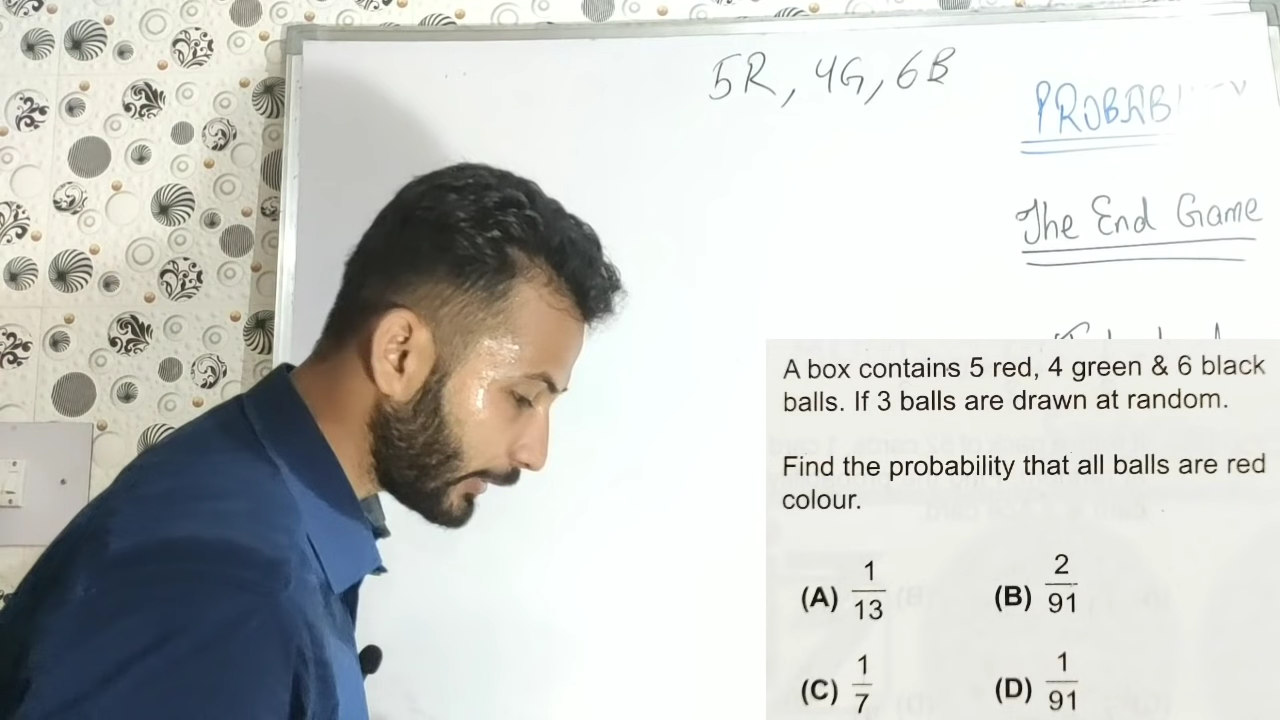 5R, 4G, 6B
The End Game
A box contains 5 red, 4 green & 6 black
balls. If 3 balls are drawn at random.
Find the probability that all balls are red
colour.
(A) 1/13 (B) 2/91
(C) 1/7 (D) 1/91